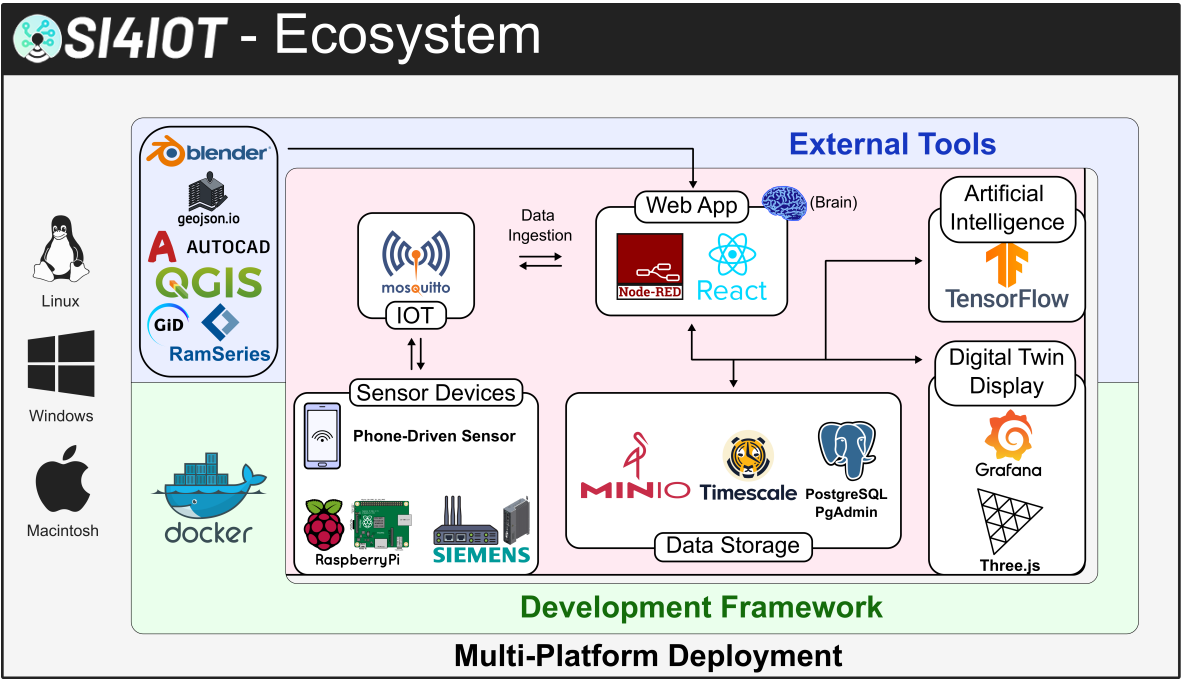 SI4IOT - Ecosystem
External Tools
blender
geojson.io
AUTOCAD
QGIS
GiD
RamSeries
Linux
Windows
Macintosh
docker
mosquitto
IOT
Data
Ingestion
Web App
(Brain)
Node-RED
React
Artificial
Intelligence
TensorFlow
Sensor Devices
Phone-Driven Sensor
RaspberryPi
SIEMENS
MINIO
Timescale
PostgreSQL
PgAdmin
Data Storage
Digital Twin
Display
Grafana
Three.js
Development Framework
Multi-Platform Deployment